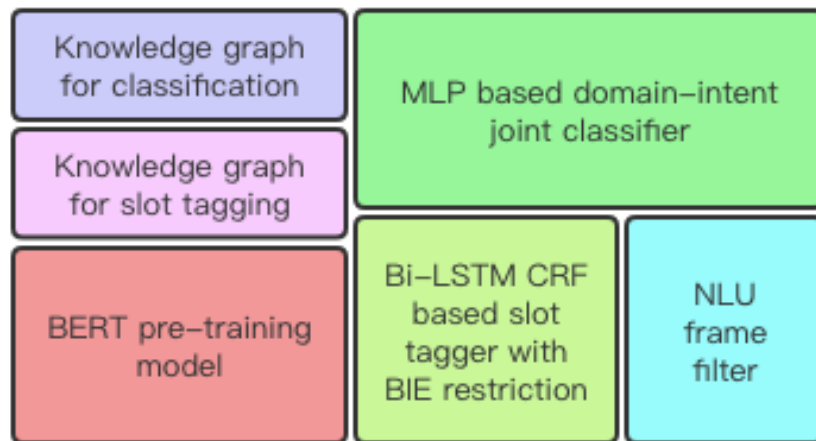 Knowledge graph
for classification
MLP based domain–intent
joint classifier
Knowledge graph
for slot tagging
BERT pre–training
model
Bi–LSTM CRF
based slot
tagger with
BIE restriction
NLU
frame
filter